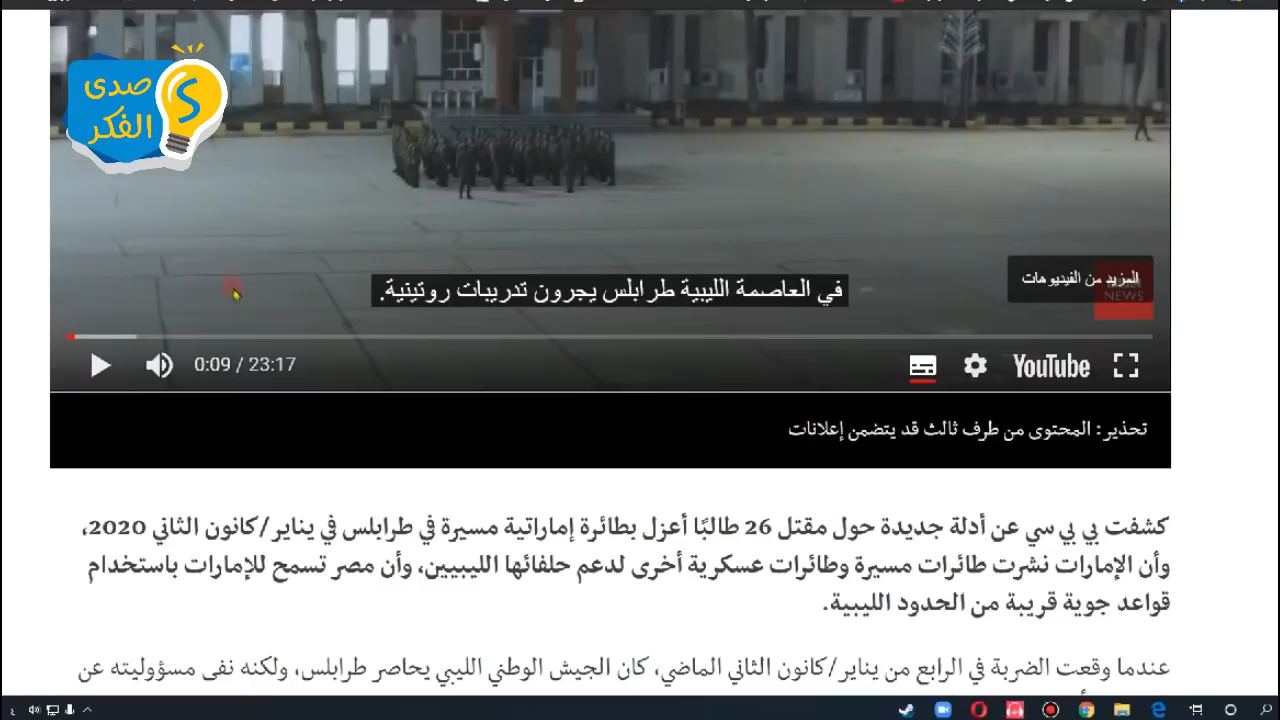 صدى
الفكر
في العاصمة الليبية طرابلس يجرون تدريبات روتينية.
المزيد من الفيديوهات
NEWS
0:09 / 23:17
YouTube
تحذير: المحتوى من طرف ثالث قد يتضمن إعلانات
كشفت بي بي سي عن أدلة جديدة حول مقتل 26 طالبًا أعزل بطائرة إماراتية مسيرة في طرابلس في يناير/كانون الثاني 2020،
وأن الإمارات نشرت طائرات مسيرة وطائرات عسكرية أخرى لدعم حلفائها الليبيين، وأن مصر تسمح للإمارات باستخدام
قواعد جوية قريبة من الحدود الليبية.
عندما وقعت الضربة في الرابع من يناير/كانون الثاني الماضي، كان الجيش الوطني الليبي يحاصر طرابلس، ولكنه نفى مسؤوليته عن